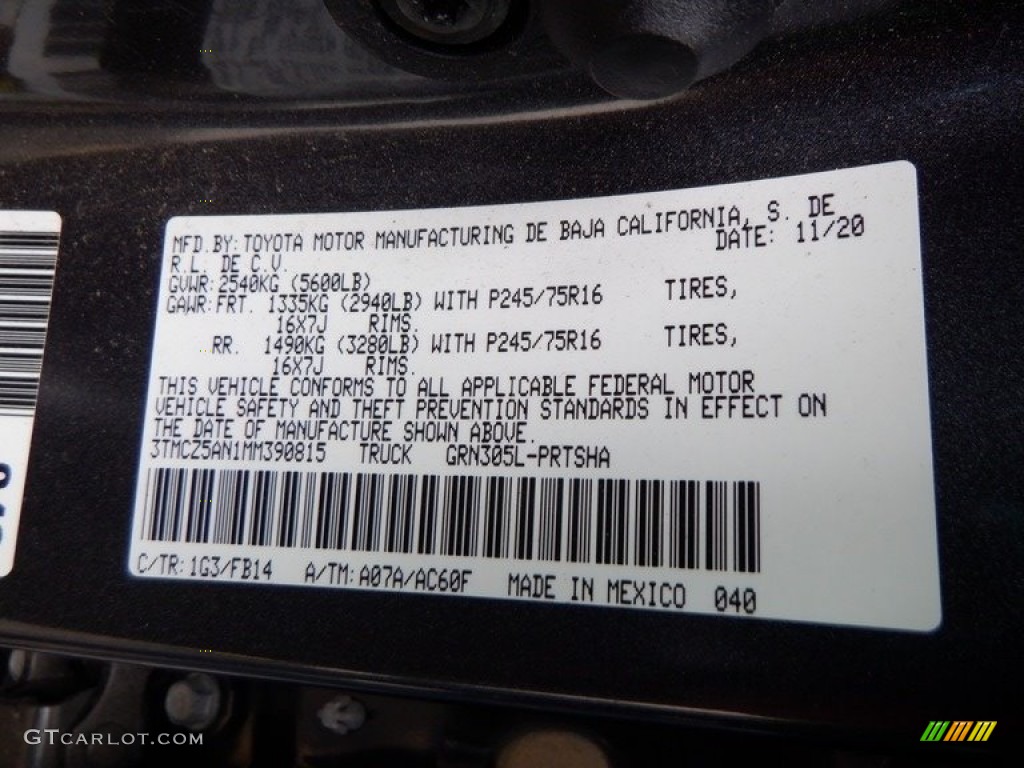 MFD. BY: TOYOTA MOTOR MANUFACTURING DE BAJA CALIFORNIA, S. DE
R.L. DE C.V. DATE: 11/20
GVWR: 2540KG (5600LB)
GAWR: FRT. 1335KG (2940LB) WITH P245/75R16 TIRES,
16X7J RIMS.
RR. 1490KG (3280LB) WITH P245/75R16 TIRES,
16X7J RIMS.
THIS VEHICLE CONFORMS TO ALL APPLICABLE FEDERAL MOTOR
VEHICLE SAFETY AND THEFT PREVENTION STANDARDS IN EFFECT ON
THE DATE OF MANUFACTURE SHOWN ABOVE.
3TMCZ5AN1MM390815 TRUCK GRN305L-PRTSHA
C/TR: 1G3/FB14 A/TM: A07A/AC60F MADE IN MEXICO 040
GTCARLOT.COM